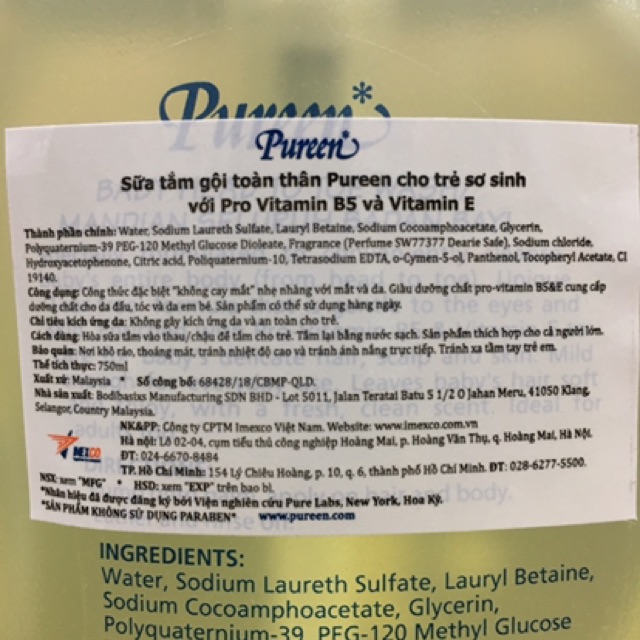 Pureen*
Pureen
Sữa tắm gội toàn thân Pureen cho trẻ sơ sinh
với Pro Vitamin B5 và Vitamin E
Thành phần chính: Water, Sodium Laureth Sulfate, Lauryl Betaine, Sodium Cocoamphoacetate, Glycerin,
Polyquaternium-39 PEG-120 Methyl Glucose Dioleate, Fragrance (Perfume SW77377 Dearie Safe), Sodium chloride,
Hydroxyacetophenone, Citric acid, Poliquaternium-10, Tetrasodium EDTA, o-Cymen-5-ol, Panthenol, Tocopheryl Acetate, CI
19140.
Công dụng: Công thức đặc biệt "không cay mắt" nhẹ nhàng với mắt và da. Giàu dưỡng chất pro-vitamin B5&E cung cấp
dưỡng chất cho da đầu, tóc và da em bé. Sản phẩm có thể sử dụng hàng ngày.
Chỉ tiêu kích ứng da: Không gây kích ứng da và an toàn cho trẻ.
Cách dùng: Hòa sữa tắm vào thau/chậu để tắm cho trẻ. Tắm lại bằng nước sạch. Sản phẩm thích hợp cho cả người lớn.
Bảo quản: Nơi khô ráo, thoáng mát, tránh nhiệt độ cao và tránh ánh nắng trực tiếp. Tránh xa tầm tay trẻ em.
Thể tích thực: 750ml
Xuất xứ: Malaysia * Số công bố: 68428/18/CBMP-QLD.
Nhà sản xuất: Bodibasixs Manufacturing SDN BHD - Lot 5011, Jalan Teratai Batu 5 1/2 0 Jahan Meru, 41050 Klang,
Selangor, Country Malaysia.
NK&PP: Công ty CPTM Imexco Việt Nam. Website: www.imexco.com.vn
Hà nội: Lô 02-04, cụm tiểu thủ công nghiệp Hoàng Mai, p. Hoàng Văn Thụ, q. Hoàng Mai, Hà Nội.
ĐT: 024-6670-8484
TP. Hồ Chí Minh: 154 Lý Chiêu Hoàng, p. 10, q. 6, thành phố Hồ Chí Minh. ĐT: 028-6277-5500.
NSX: xem "MFG" * HSD: xem "EXP" trên bao bì.
*Nhãn hiệu đã được đăng ký bởi Viện nghiên cứu Pure Labs, New York, Hoa Kỳ.
*SẢN PHẨM KHÔNG SỬ DỤNG PARABEN* www.pureen.com
INGREDIENTS:
Water, Sodium Laureth Sulfate, Lauryl Betaine,
Sodium Cocoamphoacetate, Glycerin,
Polyquaternium-39, PEG-120 Methyl Glucose